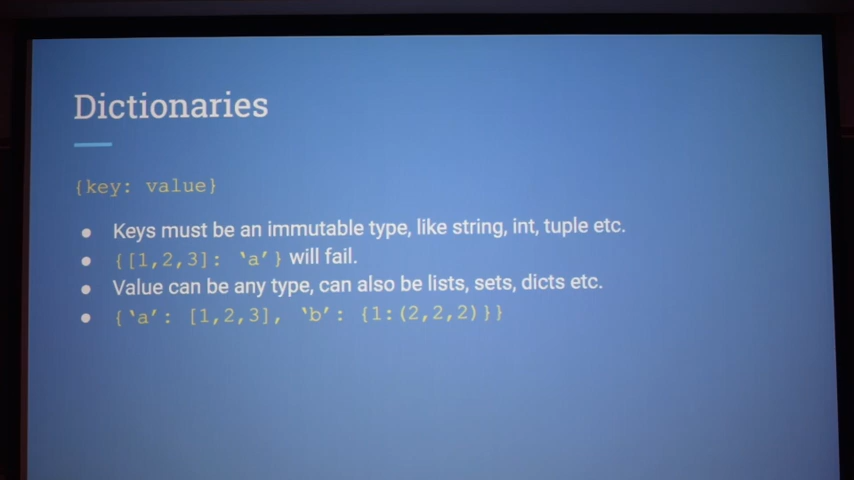 Dictionaries
{key: value}
● Keys must be an immutable type, like string, int, tuple etc.
● {[1,2,3]: ‘a’} will fail.
● Value can be any type, can also be lists, sets, dicts etc.
● {‘a’: [1,2,3], ‘b’: {1:(2,2,2)}}